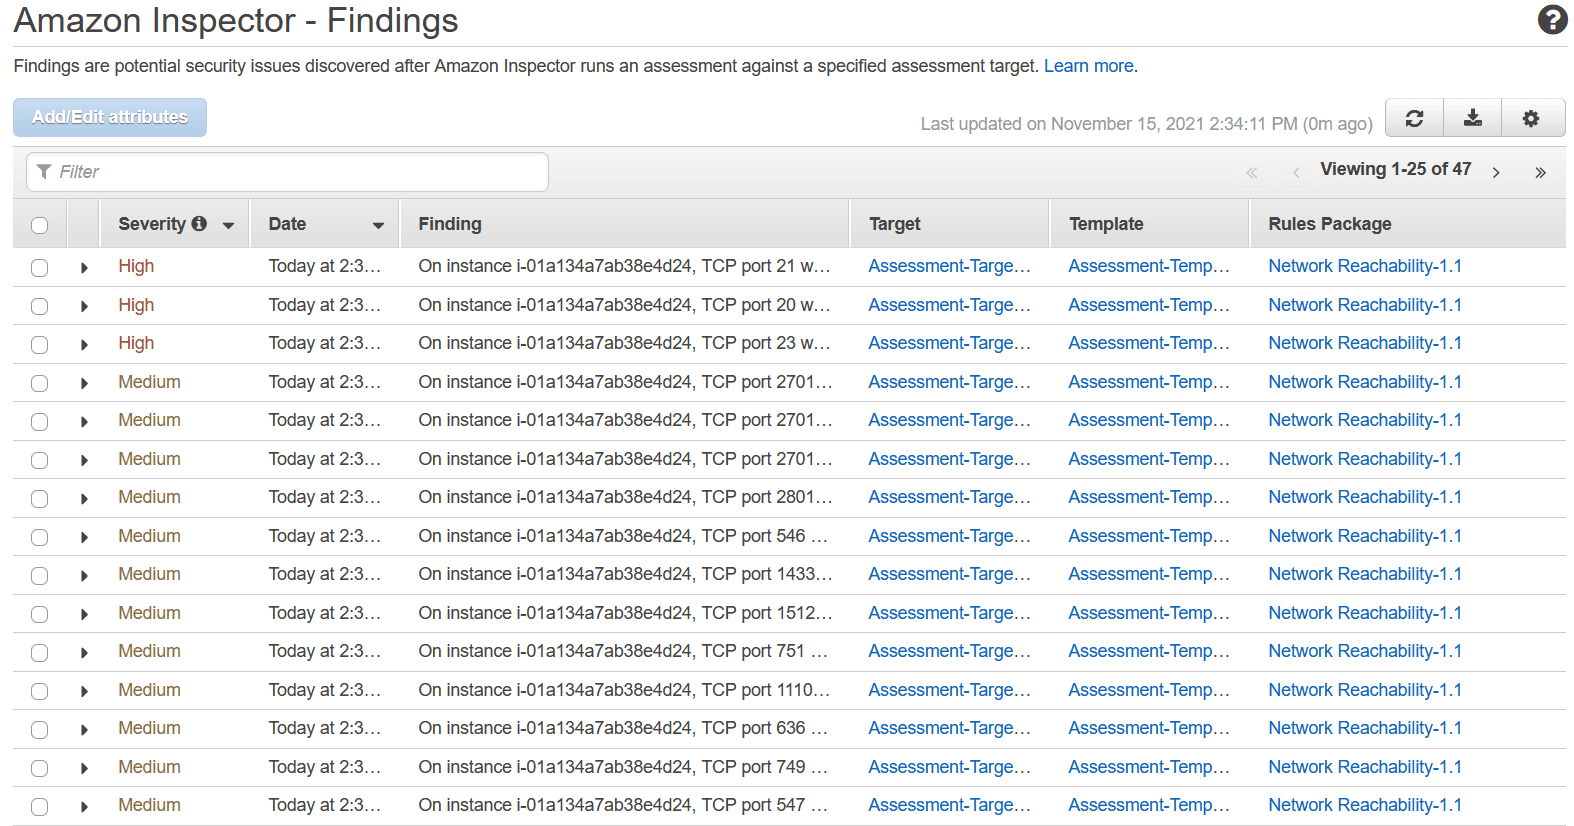 Amazon Inspector - Findings
Findings are potential security issues discovered after Amazon Inspector runs an assessment against a specified assessment target. Learn more.
Add/Edit attributes
Last updated on November 15, 2021 2:34:11 PM (0m ago)
Filter
Viewing 1-25 of 47
Severity Date Finding Target Template Rules Package
High Today at 2:3… On instance i-01a134a7ab38e4d24, TCP port 21 w… Assessment-Targe… Assessment-Temp… Network Reachability-1.1
High Today at 2:3… On instance i-01a134a7ab38e4d24, TCP port 20 w… Assessment-Targe… Assessment-Temp… Network Reachability-1.1
High Today at 2:3… On instance i-01a134a7ab38e4d24, TCP port 23 w… Assessment-Targe… Assessment-Temp… Network Reachability-1.1
Medium Today at 2:3… On instance i-01a134a7ab38e4d24, TCP port 2701… Assessment-Targe… Assessment-Temp… Network Reachability-1.1
Medium Today at 2:3… On instance i-01a134a7ab38e4d24, TCP port 2701… Assessment-Targe… Assessment-Temp… Network Reachability-1.1
Medium Today at 2:3… On instance i-01a134a7ab38e4d24, TCP port 2701… Assessment-Targe… Assessment-Temp… Network Reachability-1.1
Medium Today at 2:3… On instance i-01a134a7ab38e4d24, TCP port 2801… Assessment-Targe… Assessment-Temp… Network Reachability-1.1
Medium Today at 2:3… On instance i-01a134a7ab38e4d24, TCP port 546 … Assessment-Targe… Assessment-Temp… Network Reachability-1.1
Medium Today at 2:3… On instance i-01a134a7ab38e4d24, TCP port 1433… Assessment-Targe… Assessment-Temp… Network Reachability-1.1
Medium Today at 2:3… On instance i-01a134a7ab38e4d24, TCP port 1512… Assessment-Targe… Assessment-Temp… Network Reachability-1.1
Medium Today at 2:3… On instance i-01a134a7ab38e4d24, TCP port 751 … Assessment-Targe… Assessment-Temp… Network Reachability-1.1
Medium Today at 2:3… On instance i-01a134a7ab38e4d24, TCP port 1110… Assessment-Targe… Assessment-Temp… Network Reachability-1.1
Medium Today at 2:3… On instance i-01a134a7ab38e4d24, TCP port 636 … Assessment-Targe… Assessment-Temp… Network Reachability-1.1
Medium Today at 2:3… On instance i-01a134a7ab38e4d24, TCP port 749 … Assessment-Targe… Assessment-Temp… Network Reachability-1.1
Medium Today at 2:3… On instance i-01a134a7ab38e4d24, TCP port 547 … Assessment-Targe… Assessment-Temp… Network Reachability-1.1